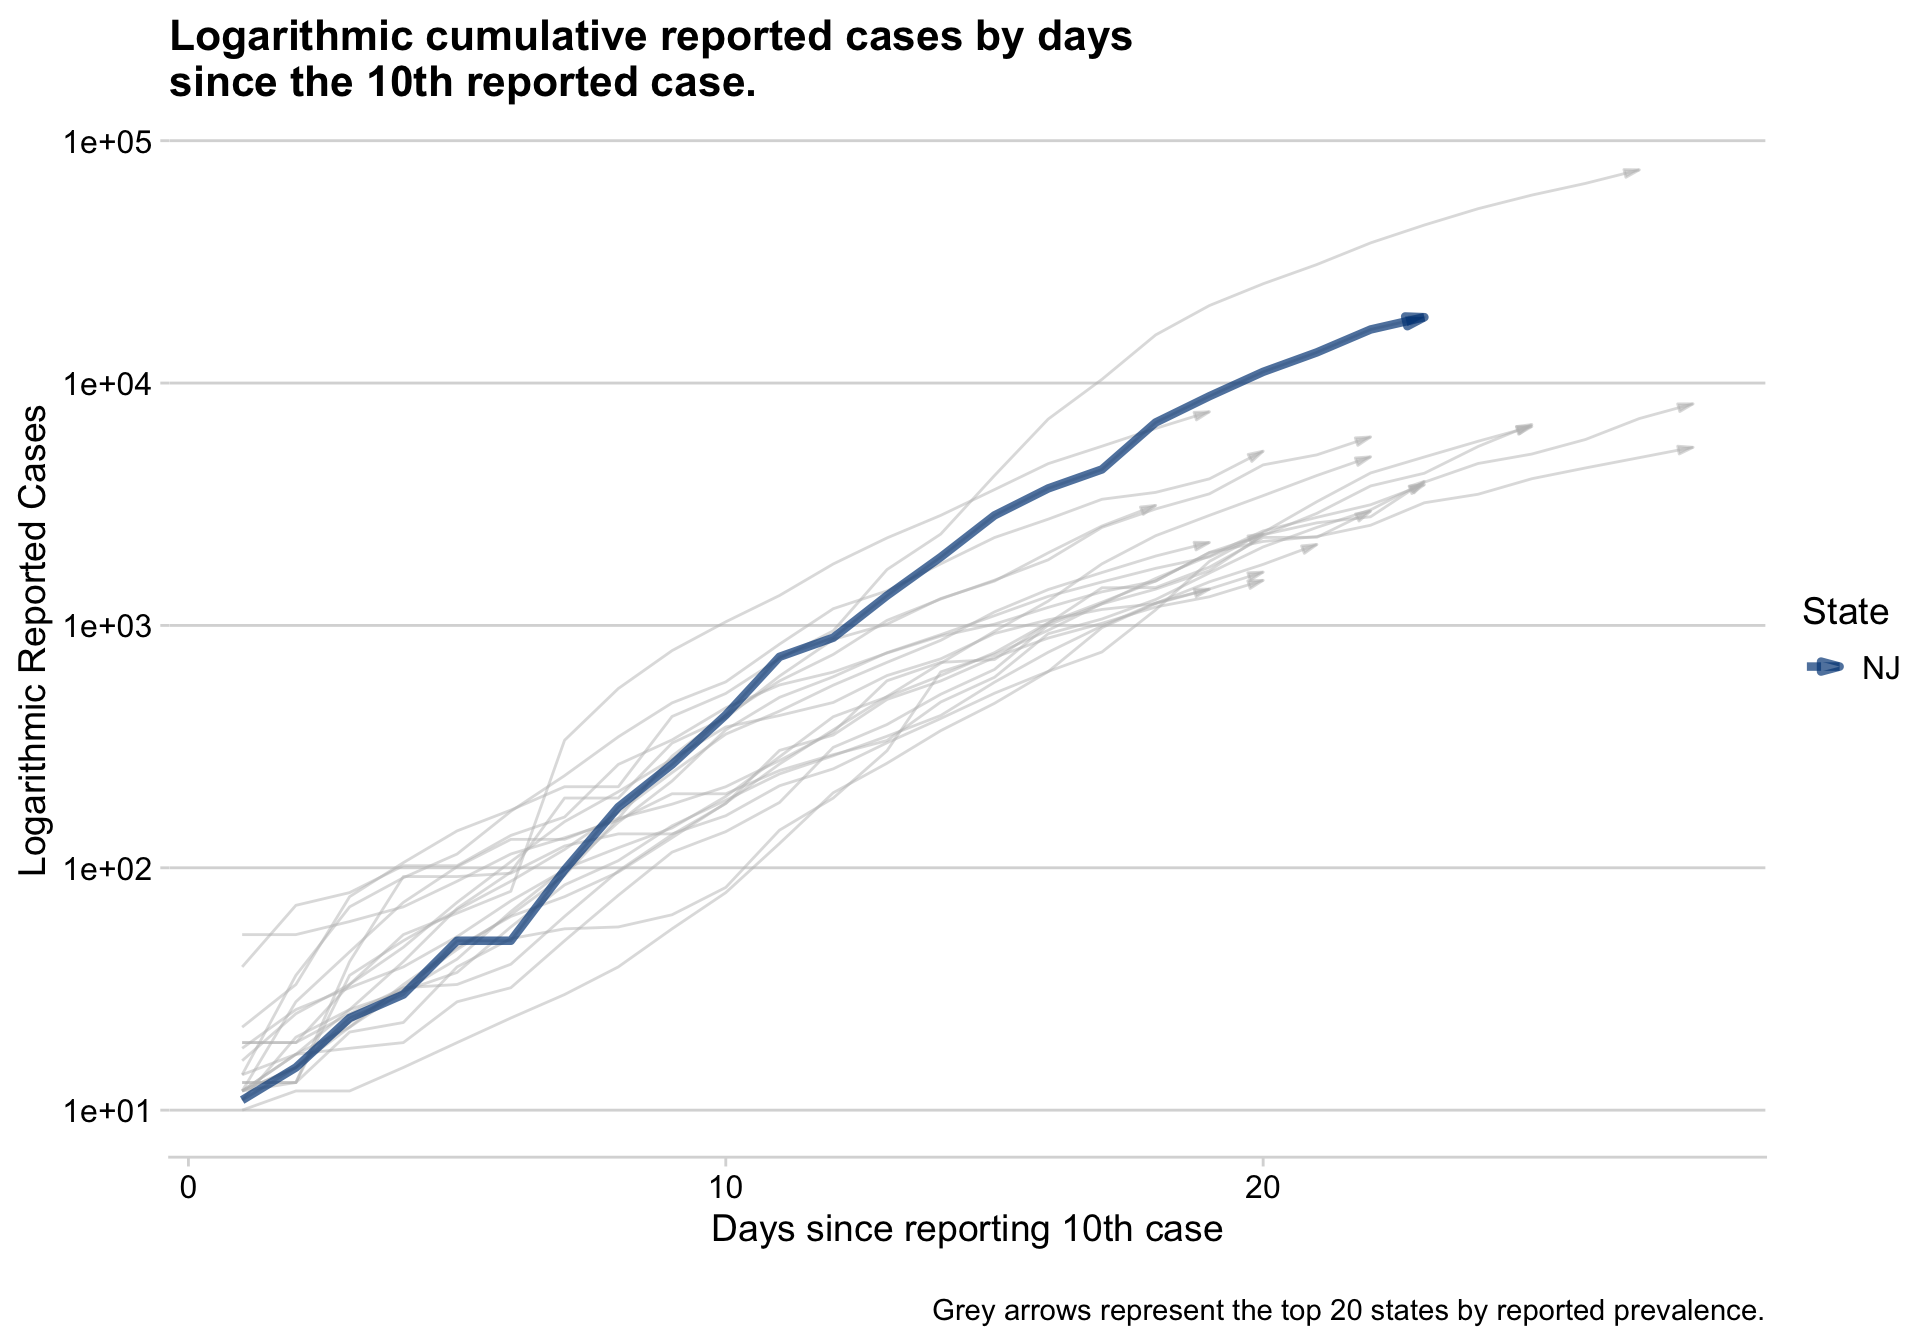 Logarithmic cumulative reported cases by days
since the 10th reported case.
1e+05
1e+04
1e+03
1e+02
1e+01
Logarithmic Reported Cases
0
10
20
Days since reporting 10th case
State
NJ
Grey arrows represent the top 20 states by reported prevalence.